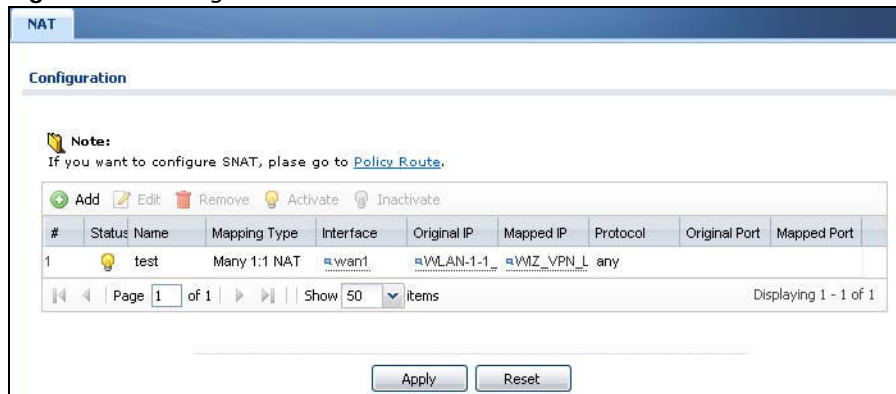 NAT
Configuration
Note:
If you want to configure SNAT, plase go to Policy Route.
Add Edit Remove Activate Inactivate
# Status Name Mapping Type Interface Original IP Mapped IP Protocol Original Port Mapped Port
1 test Many 1:1 NAT wan1 WLAN-1-1_ WIZ_VPN_L any
Page 1 of 1 Show 50 items Displaying 1 - 1 of 1
Apply Reset